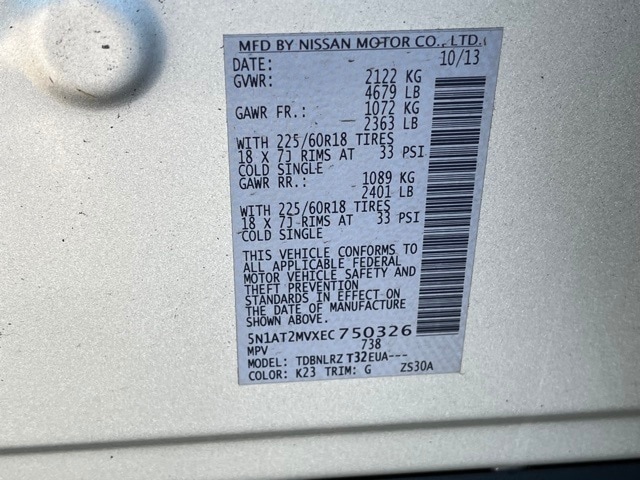 MFD BY NISSAN MOTOR CO., LTD.
DATE: 10/13
GVWR: 2122 KG
4679 LB
GAWR FR.: 1072 KG
2363 LB
WITH 225/60R18 TIRES
18 X 7J RIMS AT 33 PSI
COLD SINGLE
GAWR RR.: 1089 KG
2401 LB
WITH 225/60R18 TIRES
18 X 7J RIMS AT 33 PSI
COLD SINGLE
THIS VEHICLE CONFORMS TO
ALL APPLICABLE FEDERAL
MOTOR VEHICLE SAFETY AND
THEFT PREVENTION
STANDARDS IN EFFECT ON
THE DATE OF MANUFACTURE
SHOWN ABOVE.
5N1AT2MVXEC750326
MPV 738
MODEL: TDBNLRZ T32EUA---
COLOR: K23 TRIM: G ZS30A